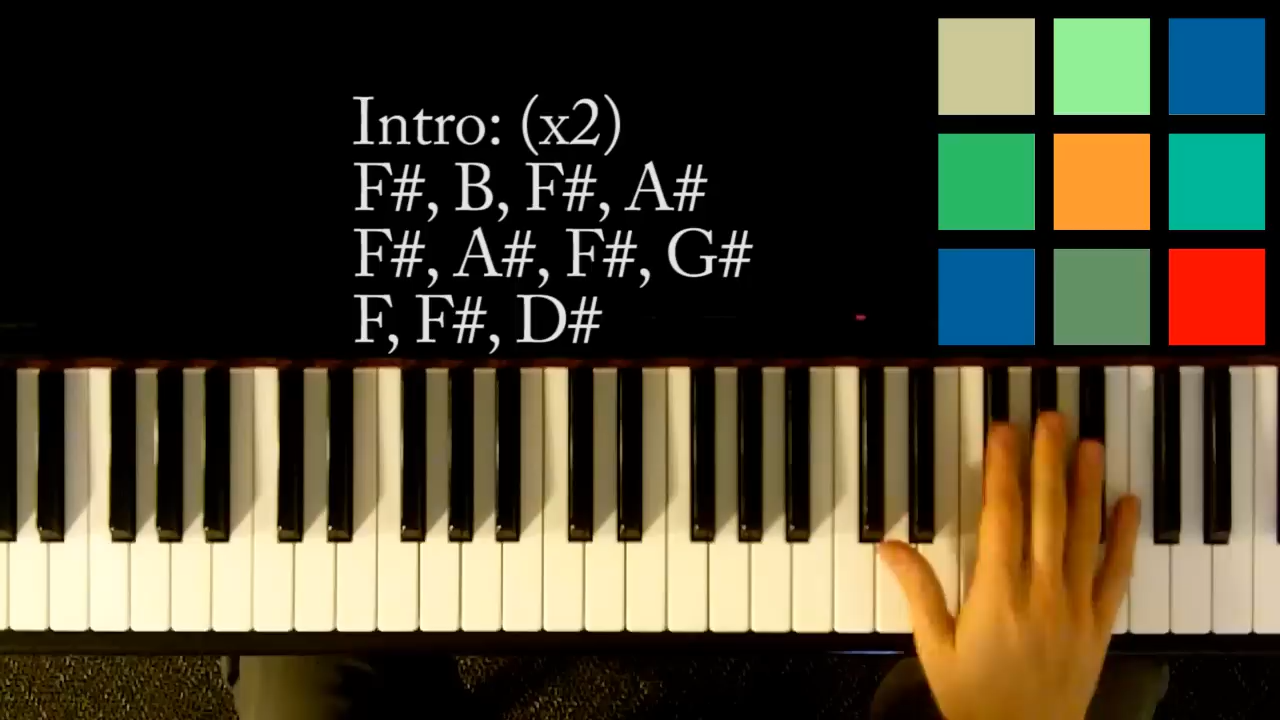 Intro: (x2)
F#, B, F#, A#
F#, A#, F#, G#
F, F#, D#